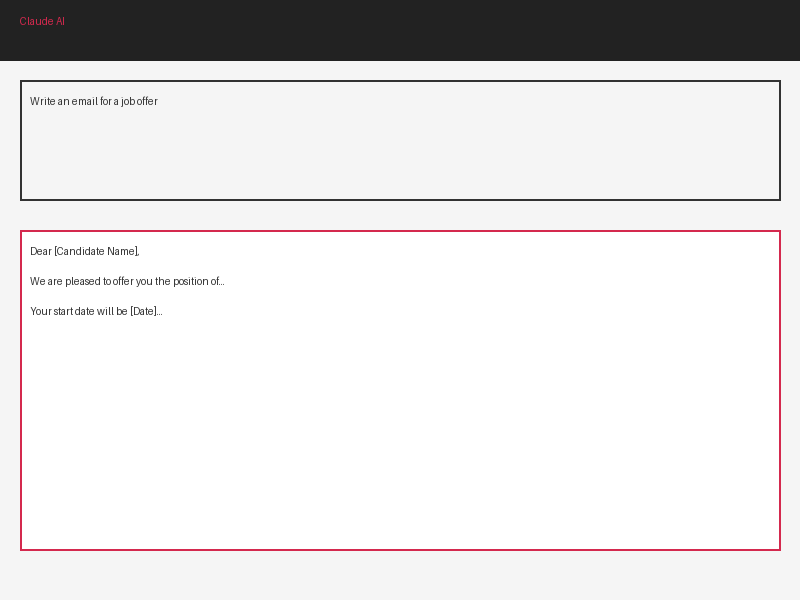 Claude AI
Write an email for a job offer
Dear [Candidate Name],
We are pleased to offer you the position of...
Your start date will be [Date]...